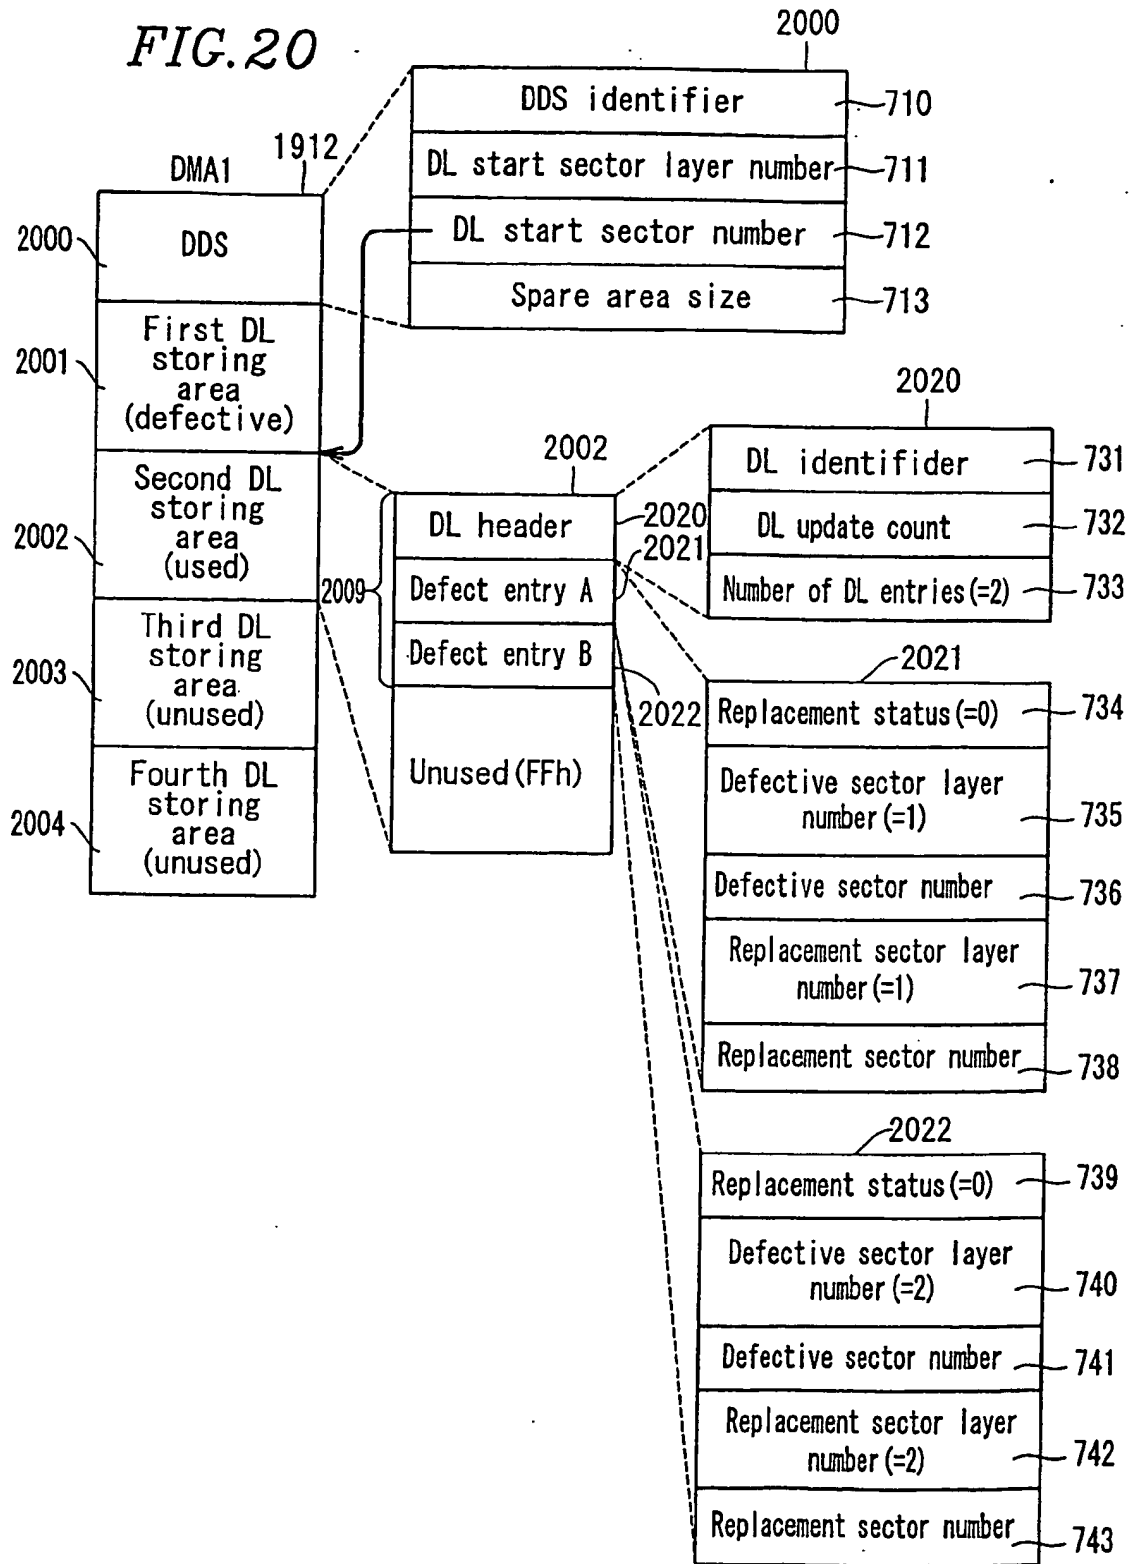 FIG.20
2000
DDS identifier
710
DL start sector layer number
711
DL start sector number
712
Spare area size
713
DMA1
1912
2000
DDS
2001
First DL
storing
area
(defective)
2002
Second DL
storing
area
(used)
2003
Third DL
storing
area
(unused)
2004
Fourth DL
storing
area
(unused)
2002
2009
DL header
2020
2021
Defect entry A
Defect entry B
2022
Unused(FFh)
2020
DL identifider
731
DL update count
732
Number of DL entries(=2)
733
2021
Replacement status(=0)
734
Defective sector layer
number(=1)
735
Defective sector number
736
Replacement sector layer
number(=1)
737
Replacement sector number
738
2022
Replacement status(=0)
739
Defective sector layer
number(=2)
740
Defective sector number
741
Replacement sector layer
number(=2)
742
Replacement sector number
743